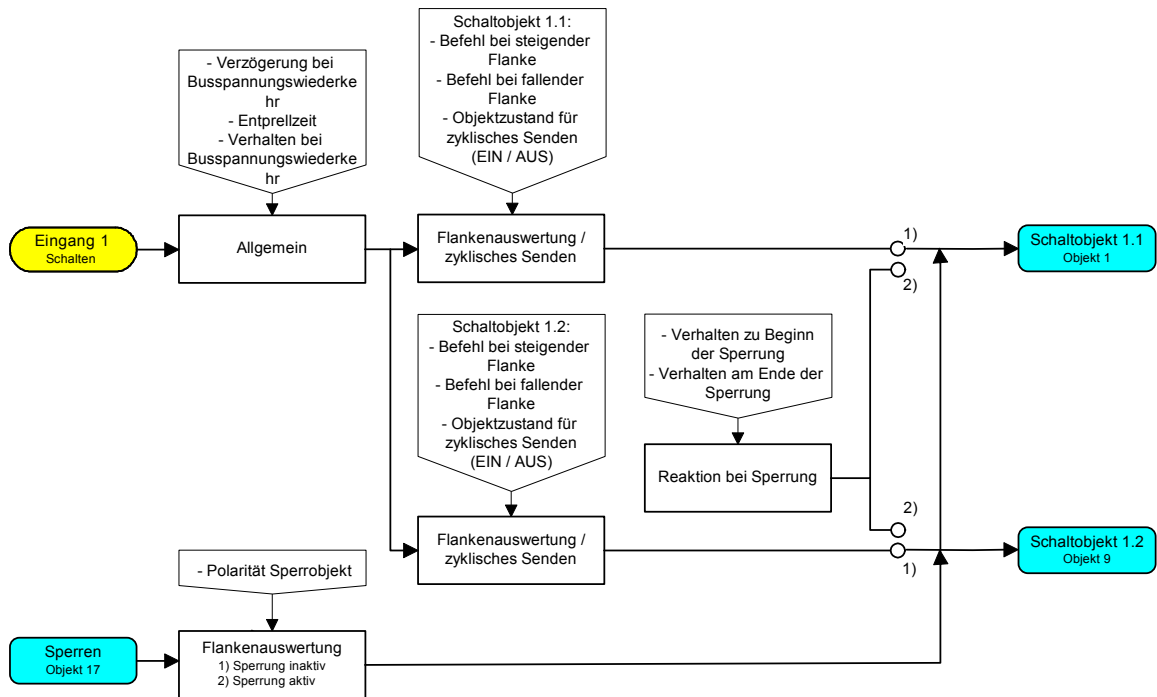 Schaltobjekt 1.1:
- Befehl bei steigender
Flanke
- Befehl bei fallender
Flanke
- Objektzustand für
zyklisches Senden
(EIN / AUS)
- Verzögerung bei
Busspannungswiederke
hr
- Entprellzeit
- Verhalten bei
Busspannungswiederke
hr
Eingang 1
Schalten
Allgemein
Flankenauswertung /
zyklisches Senden
1)
2)
Schaltobjekt 1.1
Objekt 1
Schaltobjekt 1.2:
- Befehl bei steigender
Flanke
- Befehl bei fallender
Flanke
- Objektzustand für
zyklisches Senden
(EIN / AUS)
- Verhalten zu Beginn
der Sperrung
- Verhalten am Ende der
Sperrung
Reaktion bei Sperrung
Flankenauswertung /
zyklisches Senden
2)
1)
Schaltobjekt 1.2
Objekt 9
- Polarität Sperrobjekt
Sperren
Objekt 17
Flankenauswertung
1) Sperrung inaktiv
2) Sperrung aktiv